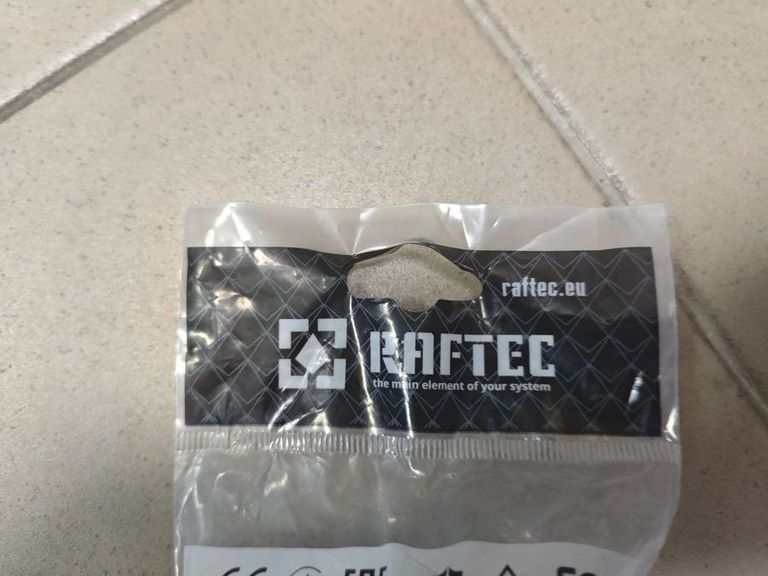 raftec.eu
RAFTEC
the main element of your system